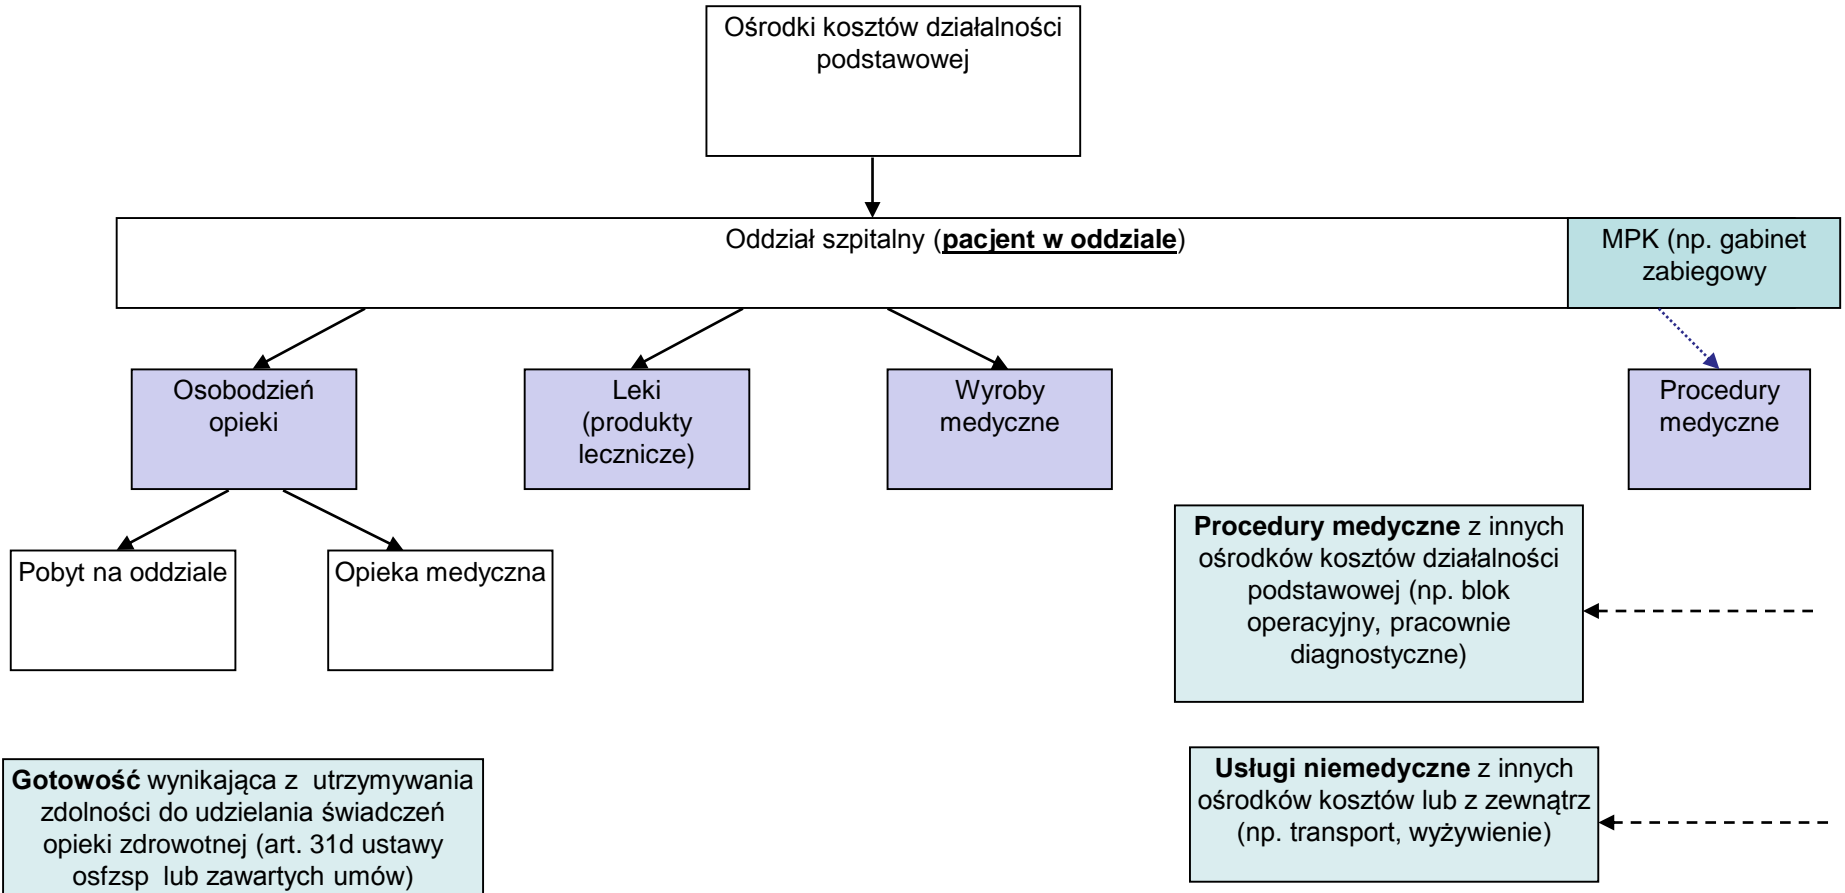 Ośrodki kosztów działalności
podstawowej
Oddział szpitalny (pacjent w oddziale)
MPK (np. gabinet
zabiegowy
Osobodzień
opieki
Leki
(produkty
lecznicze)
Wyroby
medyczne
Procedury
medyczne
Pobyt na oddziale
Opieka medyczna
Procedury medyczne z innych
ośrodków kosztów działalności
podstawowej (np. blok
operacyjny, pracownie
diagnostyczne)
Gotowość wynikająca z utrzymywania
zdolności do udzielania świadczeń
opieki zdrowotnej (art. 31d ustawy
osfzsp lub zawartych umów)
Usługi niemedyczne z innych
ośrodków kosztów lub z zewnątrz
(np. transport, wyżywienie)